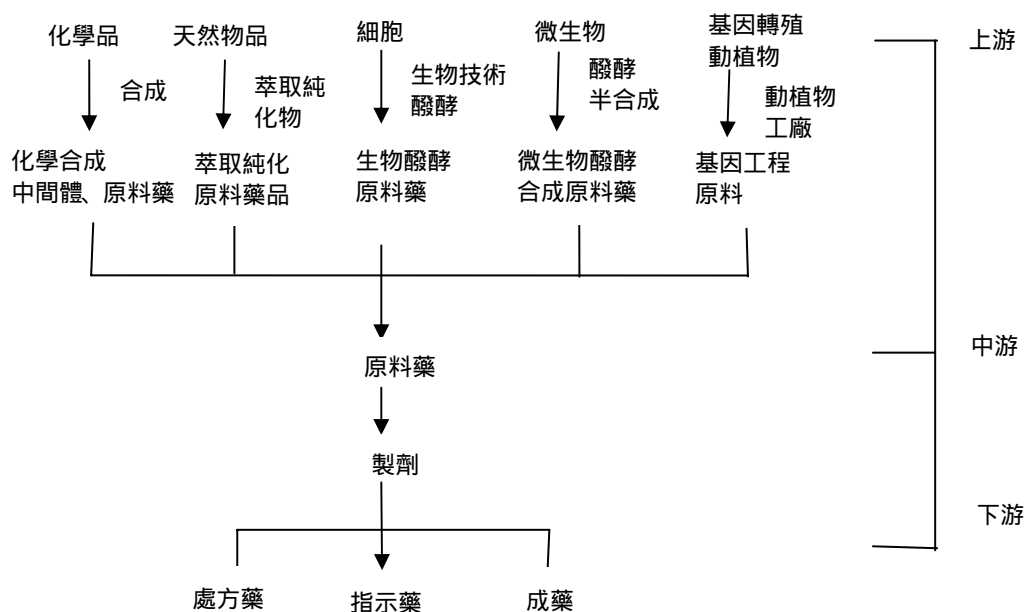 化學品
天然物品
細胞
微生物
基因轉殖
動植物
上游
合成
萃取純
化物
生物技術
醱酵
醱酵
半合成
動植物
工廠
化學合成
中間體、原料藥
萃取純化
原料藥品
生物醱酵
原料藥
微生物醱酵
合成原料藥
基因工程
原料
中游
原料藥
製劑
下游
處方藥
指示藥
成藥